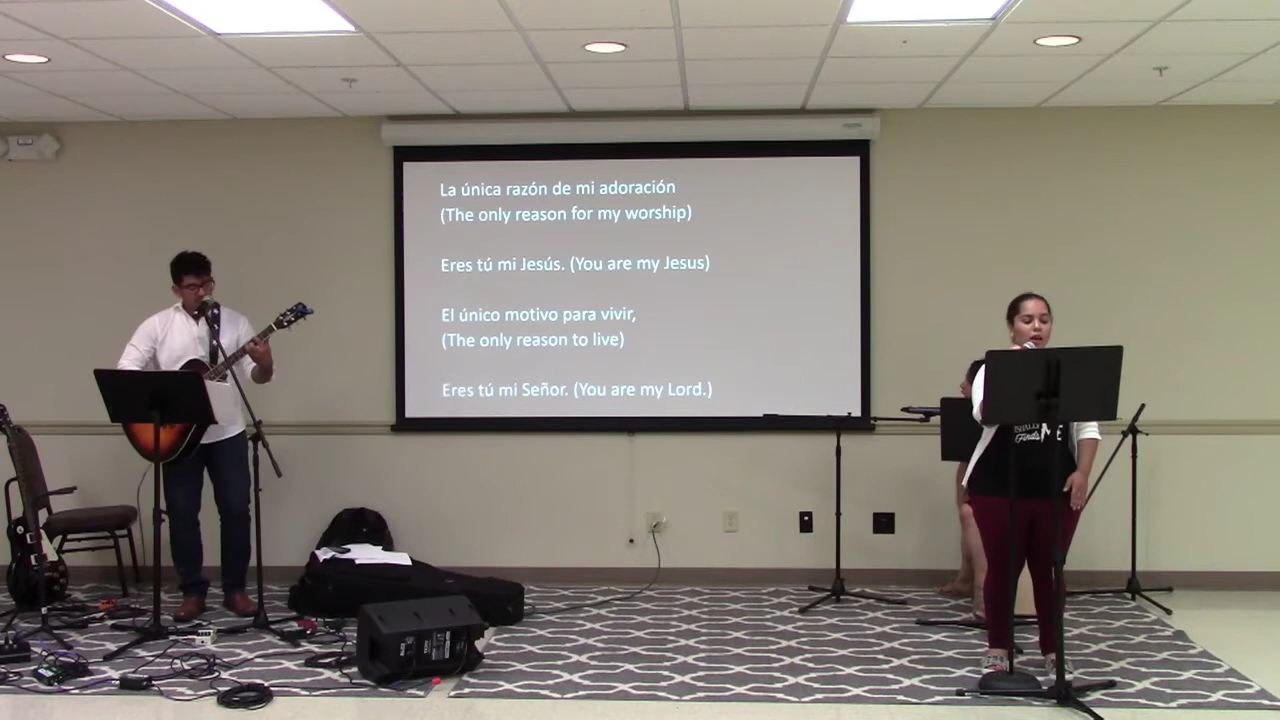 La única razón de mi adoración
(The only reason for my worship)
Eres tú mi Jesús. (You are my Jesus)
El único motivo para vivir,
(The only reason to live)
Eres tú mi Señor. (You are my Lord.)
Finds